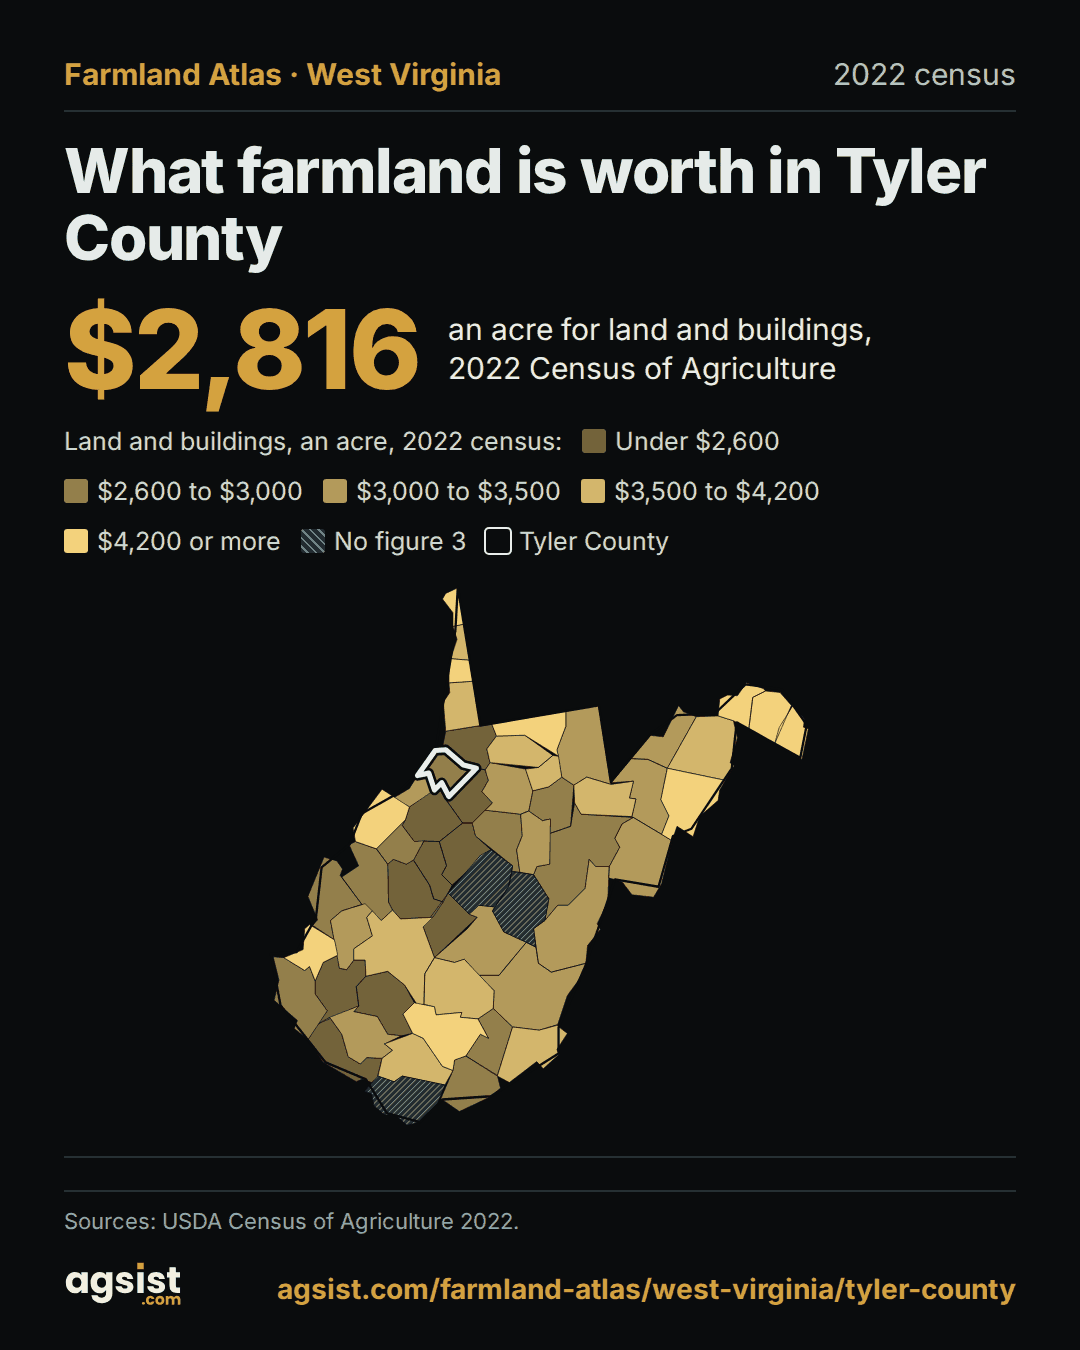 Farmland Atlas · West Virginia
2022 census
What farmland is worth in Tyler
County
$2,816
an acre for land and buildings,
2022 Census of Agriculture
Land and buildings, an acre, 2022 census:
Under $2,600
$2,600 to $3,000
$3,000 to $3,500
$3,500 to $4,200
$4,200 or more
No figure 3
Tyler County
Sources: USDA Census of Agriculture 2022.
agsist
.com
agsist.com/farmland-atlas/west-virginia/tyler-county